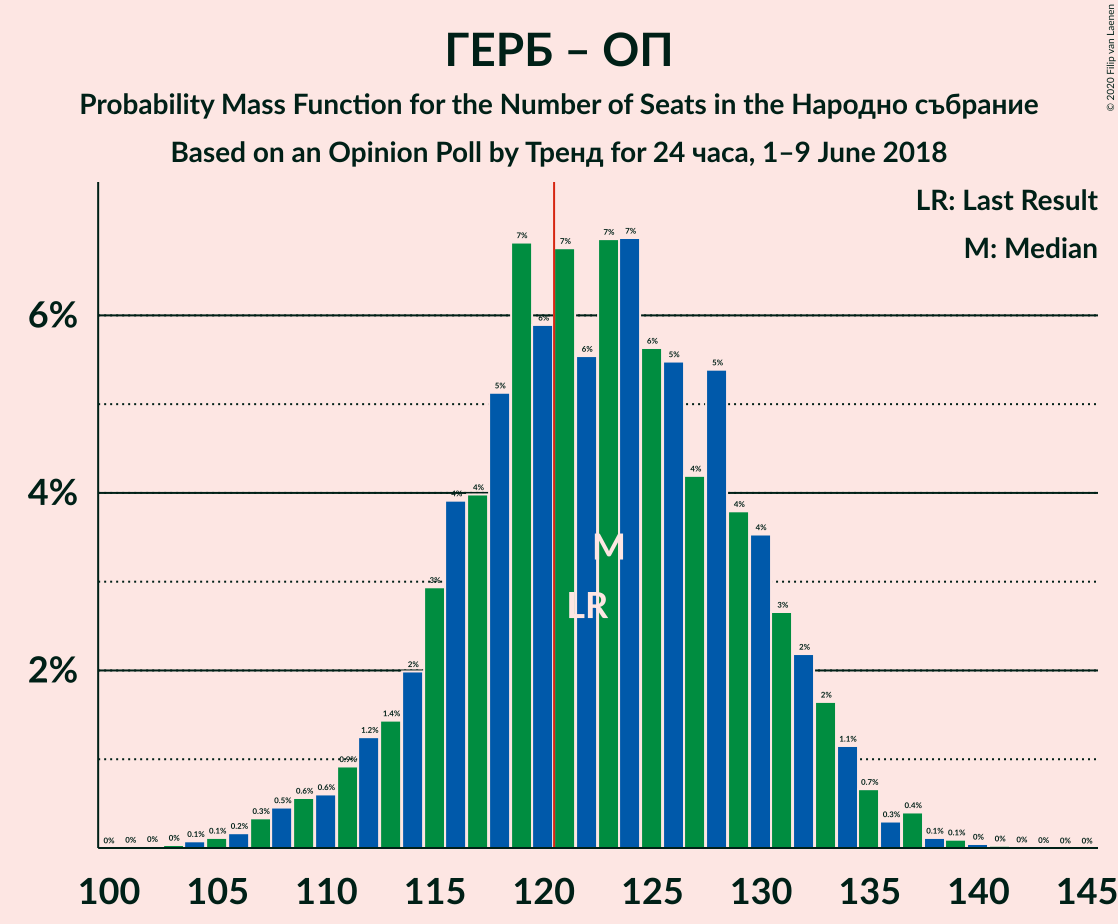 ГЕРБ – ОП
Probability Mass Function for the Number of Seats in the Народно събрание
Based on an Opinion Poll by Тренд for 24 часа, 1–9 June 2018
© 2020 Filip van Laenen
LR: Last Result
M: Median
6%
4%
2%
0% 0% 0% 0% 0.1% 0.1% 0.2% 0.3% 0.5% 0.6% 0.6% 0.9% 1.2% 1.4% 2% 3% 4% 4% 5% 7% 6% 7% 6% 7% 7% 6% 5% 4% 5% 4% 4% 3% 2% 2% 1.1% 0.7% 0.3% 0.4% 0.1% 0.1% 0% 0% 0% 0% 0% 0%
M
LR
100 105 110 115 120 125 130 135 140 145